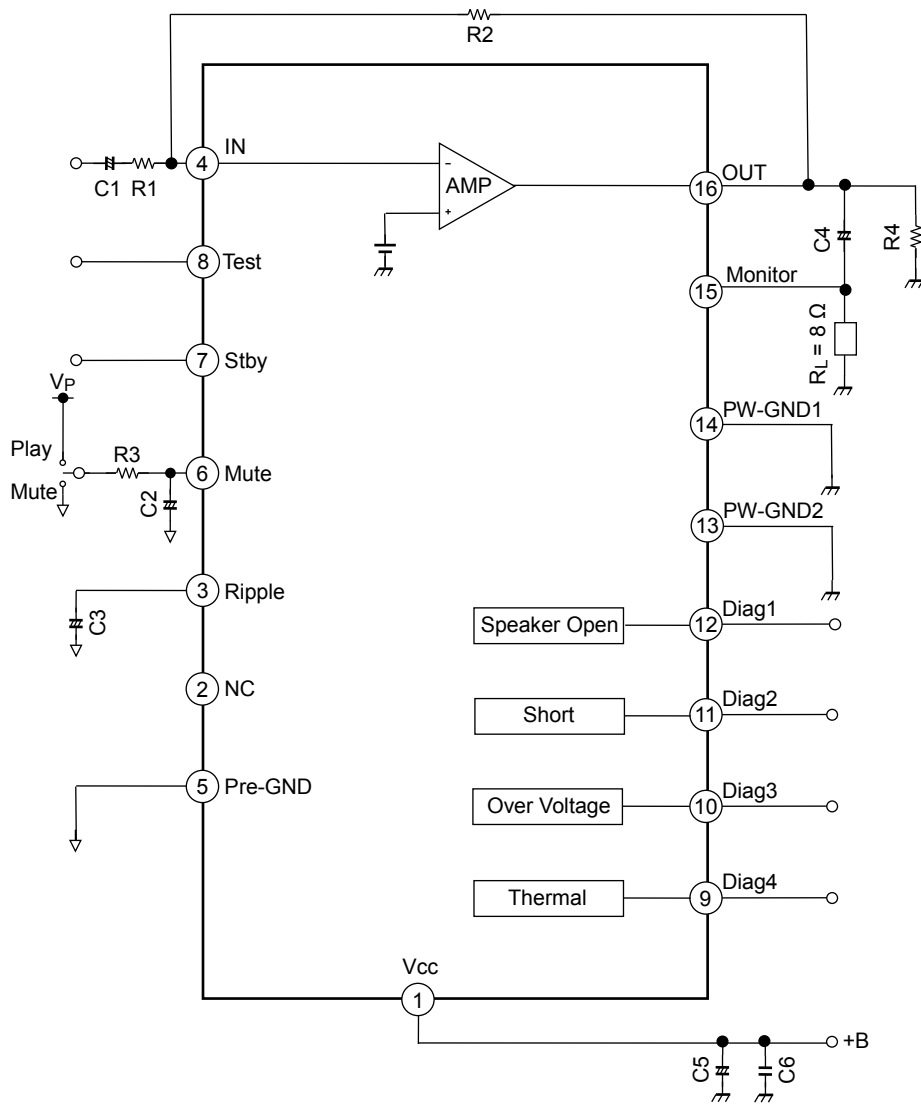 R2
IN
4
C1
R1
AMP
−
+
OUT
16
C4
R4
8
Test
Monitor
15
RL = 8 Ω
7
Stby
VP
Play
Mute
R3
6
Mute
C2
PW-GND1
14
PW-GND2
13
3
Ripple
C3
Speaker Open
12
Diag1
2
NC
Short
11
Diag2
5
Pre-GND
Over Voltage
10
Diag3
Thermal
9
Diag4
Vcc
1
+B
C5
C6